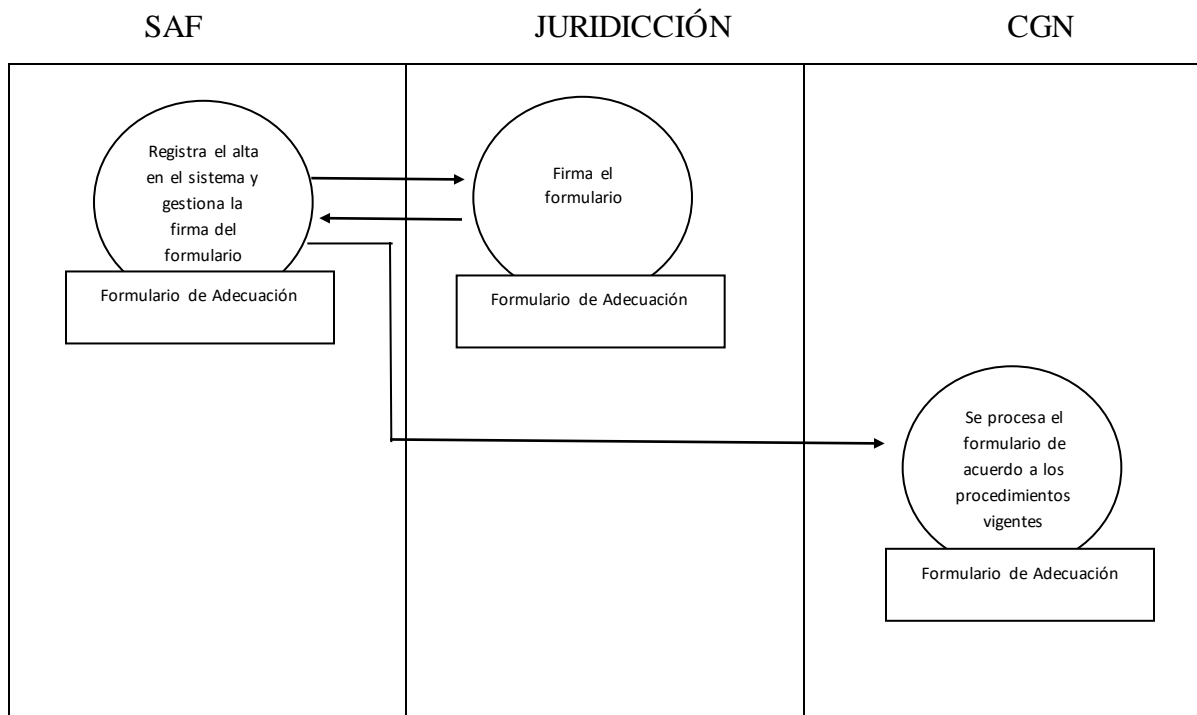 SAF
JURIDICCIÓN
CGN
Registra el alta
en el sistema y
gestiona la
firma del
formulario
Formulario de Adecuación
Firma el
formulario
Formulario de Adecuación
Se procesa el
formulario de
acuerdo a los
procedimientos
vigentes
Formulario de Adecuación